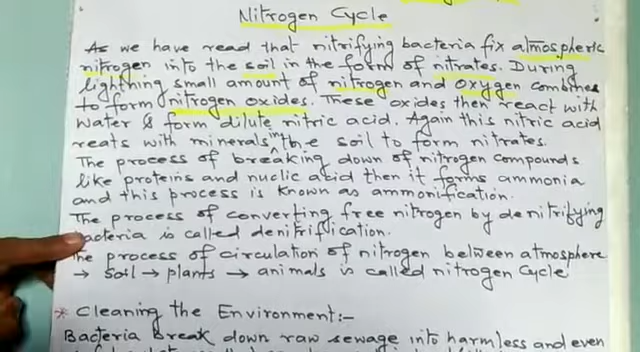 Nitrogen Cycle
As we have read that nitrifying bacteria fix atmospheric
nitrogen into the soil in the form of nitrates. During
lightning small amount of nitrogen and oxygen combines
to form nitrogen oxides. These oxides then react with
water & form dilute nitric acid. Again this nitric acid
reats with minerals in the soil to form nitrates.
The process of breaking down of nitrogen compounds
like proteins and nuclic acid then it forms ammonia
and this process is known as ammonification.
The process of converting free nitrogen by denitrifying
bacteria is called denitrifliction.
The process of circulation of nitrogen between atmosphere
→ soil → plants → animals is called nitrogen cycle
* Cleaning the Environment:-
Bacteria break down raw sewage into harmless and even